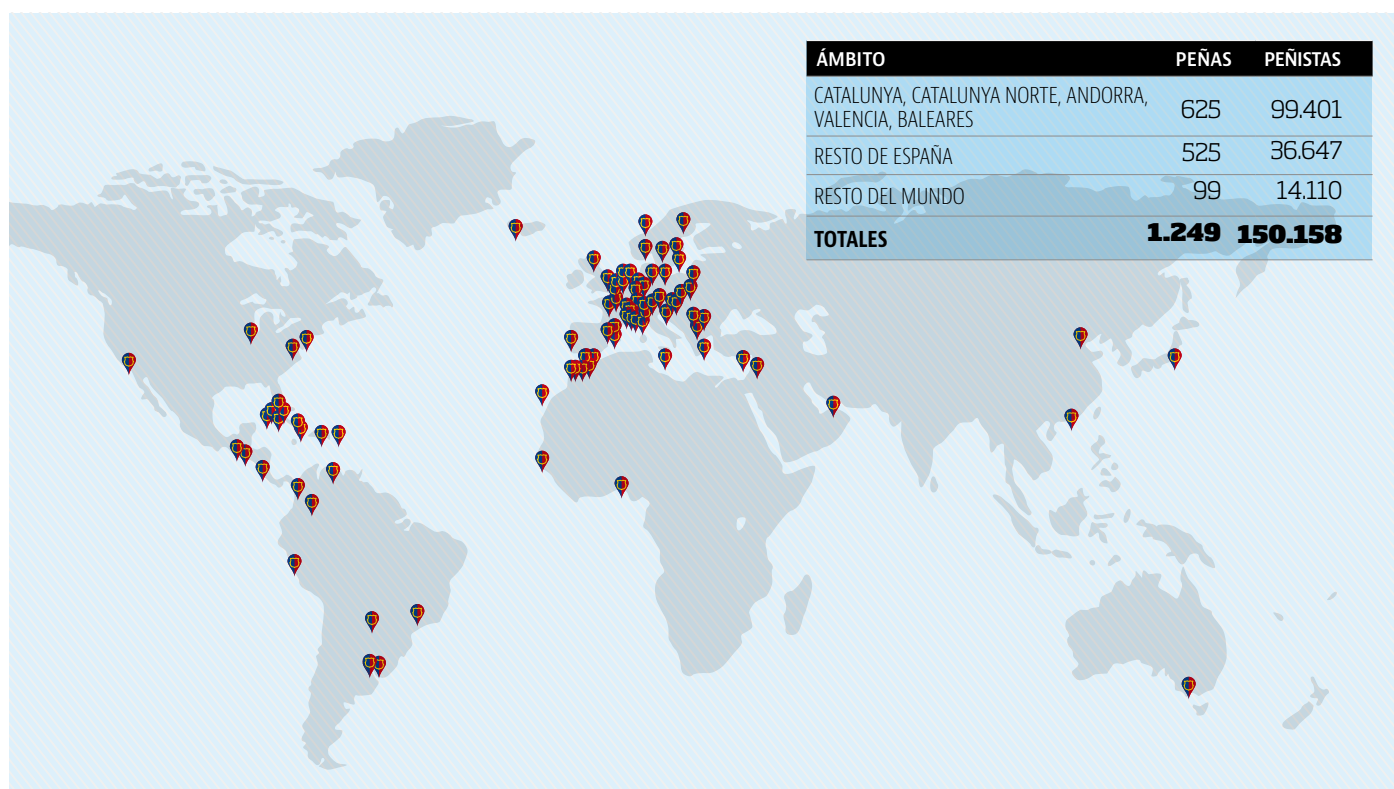 ÁMBITO PEÑAS PEÑISTAS
CATALUNYA, CATALUNYA NORTE, ANDORRA,
VALENCIA, BALEARES 625 99.401
RESTO DE ESPAÑA 525 36.647
RESTO DEL MUNDO 99 14.110
TOTALES 1.249 150.158